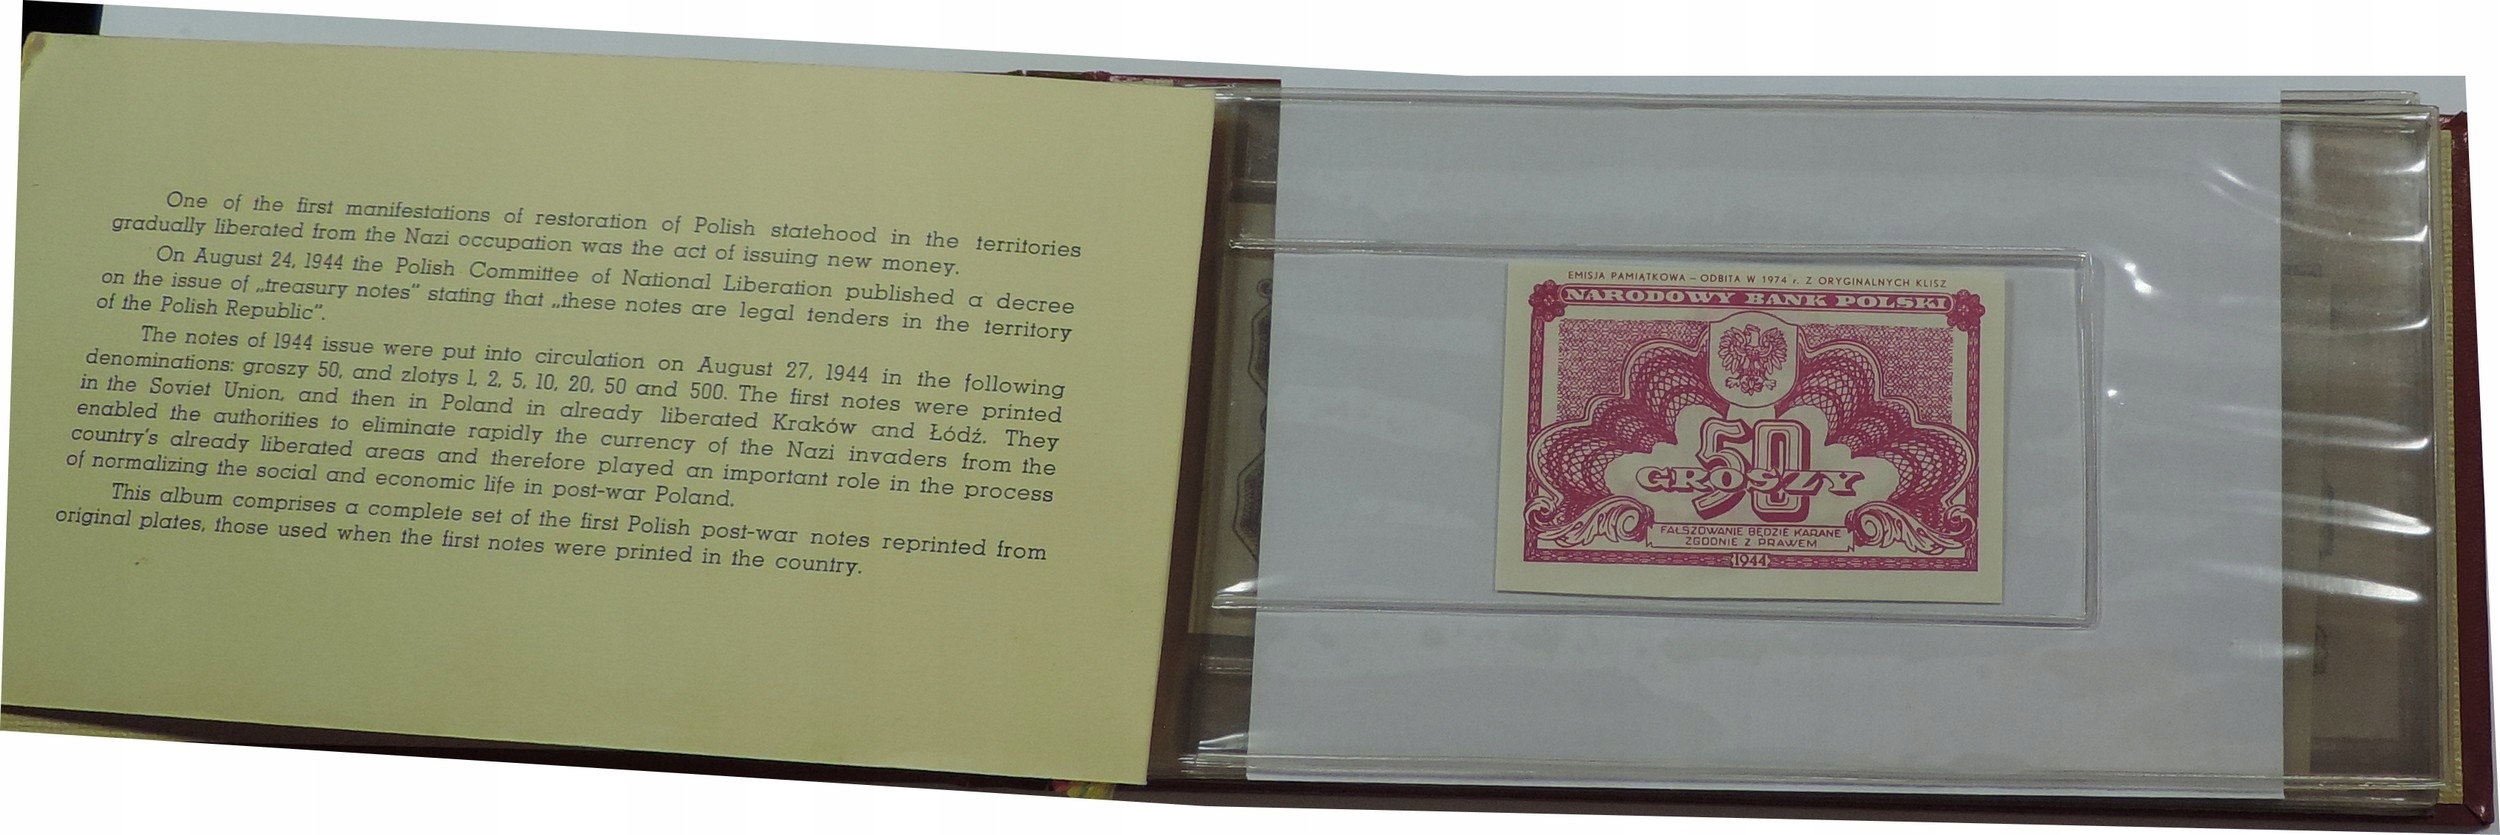 One of the first manifestations of restoration of Polish statehood in the territories
gradually liberated from the Nazi occupation was the act of issuing new money.
On August 24, 1944 the Polish Committee of National Liberation published a decree
on the issue of „treasury notes” stating that „these notes are legal tenders in the territory
of the Polish Republic”.
The notes of 1944 issue were put into circulation on August 27, 1944 in the following
denominations: groszy 50, and zlotys 1, 2, 5, 10, 20, 50 and 500. The first notes were printed
in the Soviet Union, and then in Poland in already liberated Kraków and Łódź. They
enabled the authorities to eliminate rapidly the currency of the Nazi invaders from the
country's already liberated areas and therefore played an important role in the process
of normalizing the social and economic life in post-war Poland.
This album comprises a complete set of the first Polish post-war notes reprinted from
original plates, those used when the first notes were printed in the country.
EMISJA PAMIĄTKOWA – ODBITA W 1974 r. Z ORYGINALNYCH KLISZ
NARODOWY BANK POLSKI
50
GROSZY
FAŁSZOWANIE BĘDZIE KARANE
ZGODNIE Z PRAWEM
1944